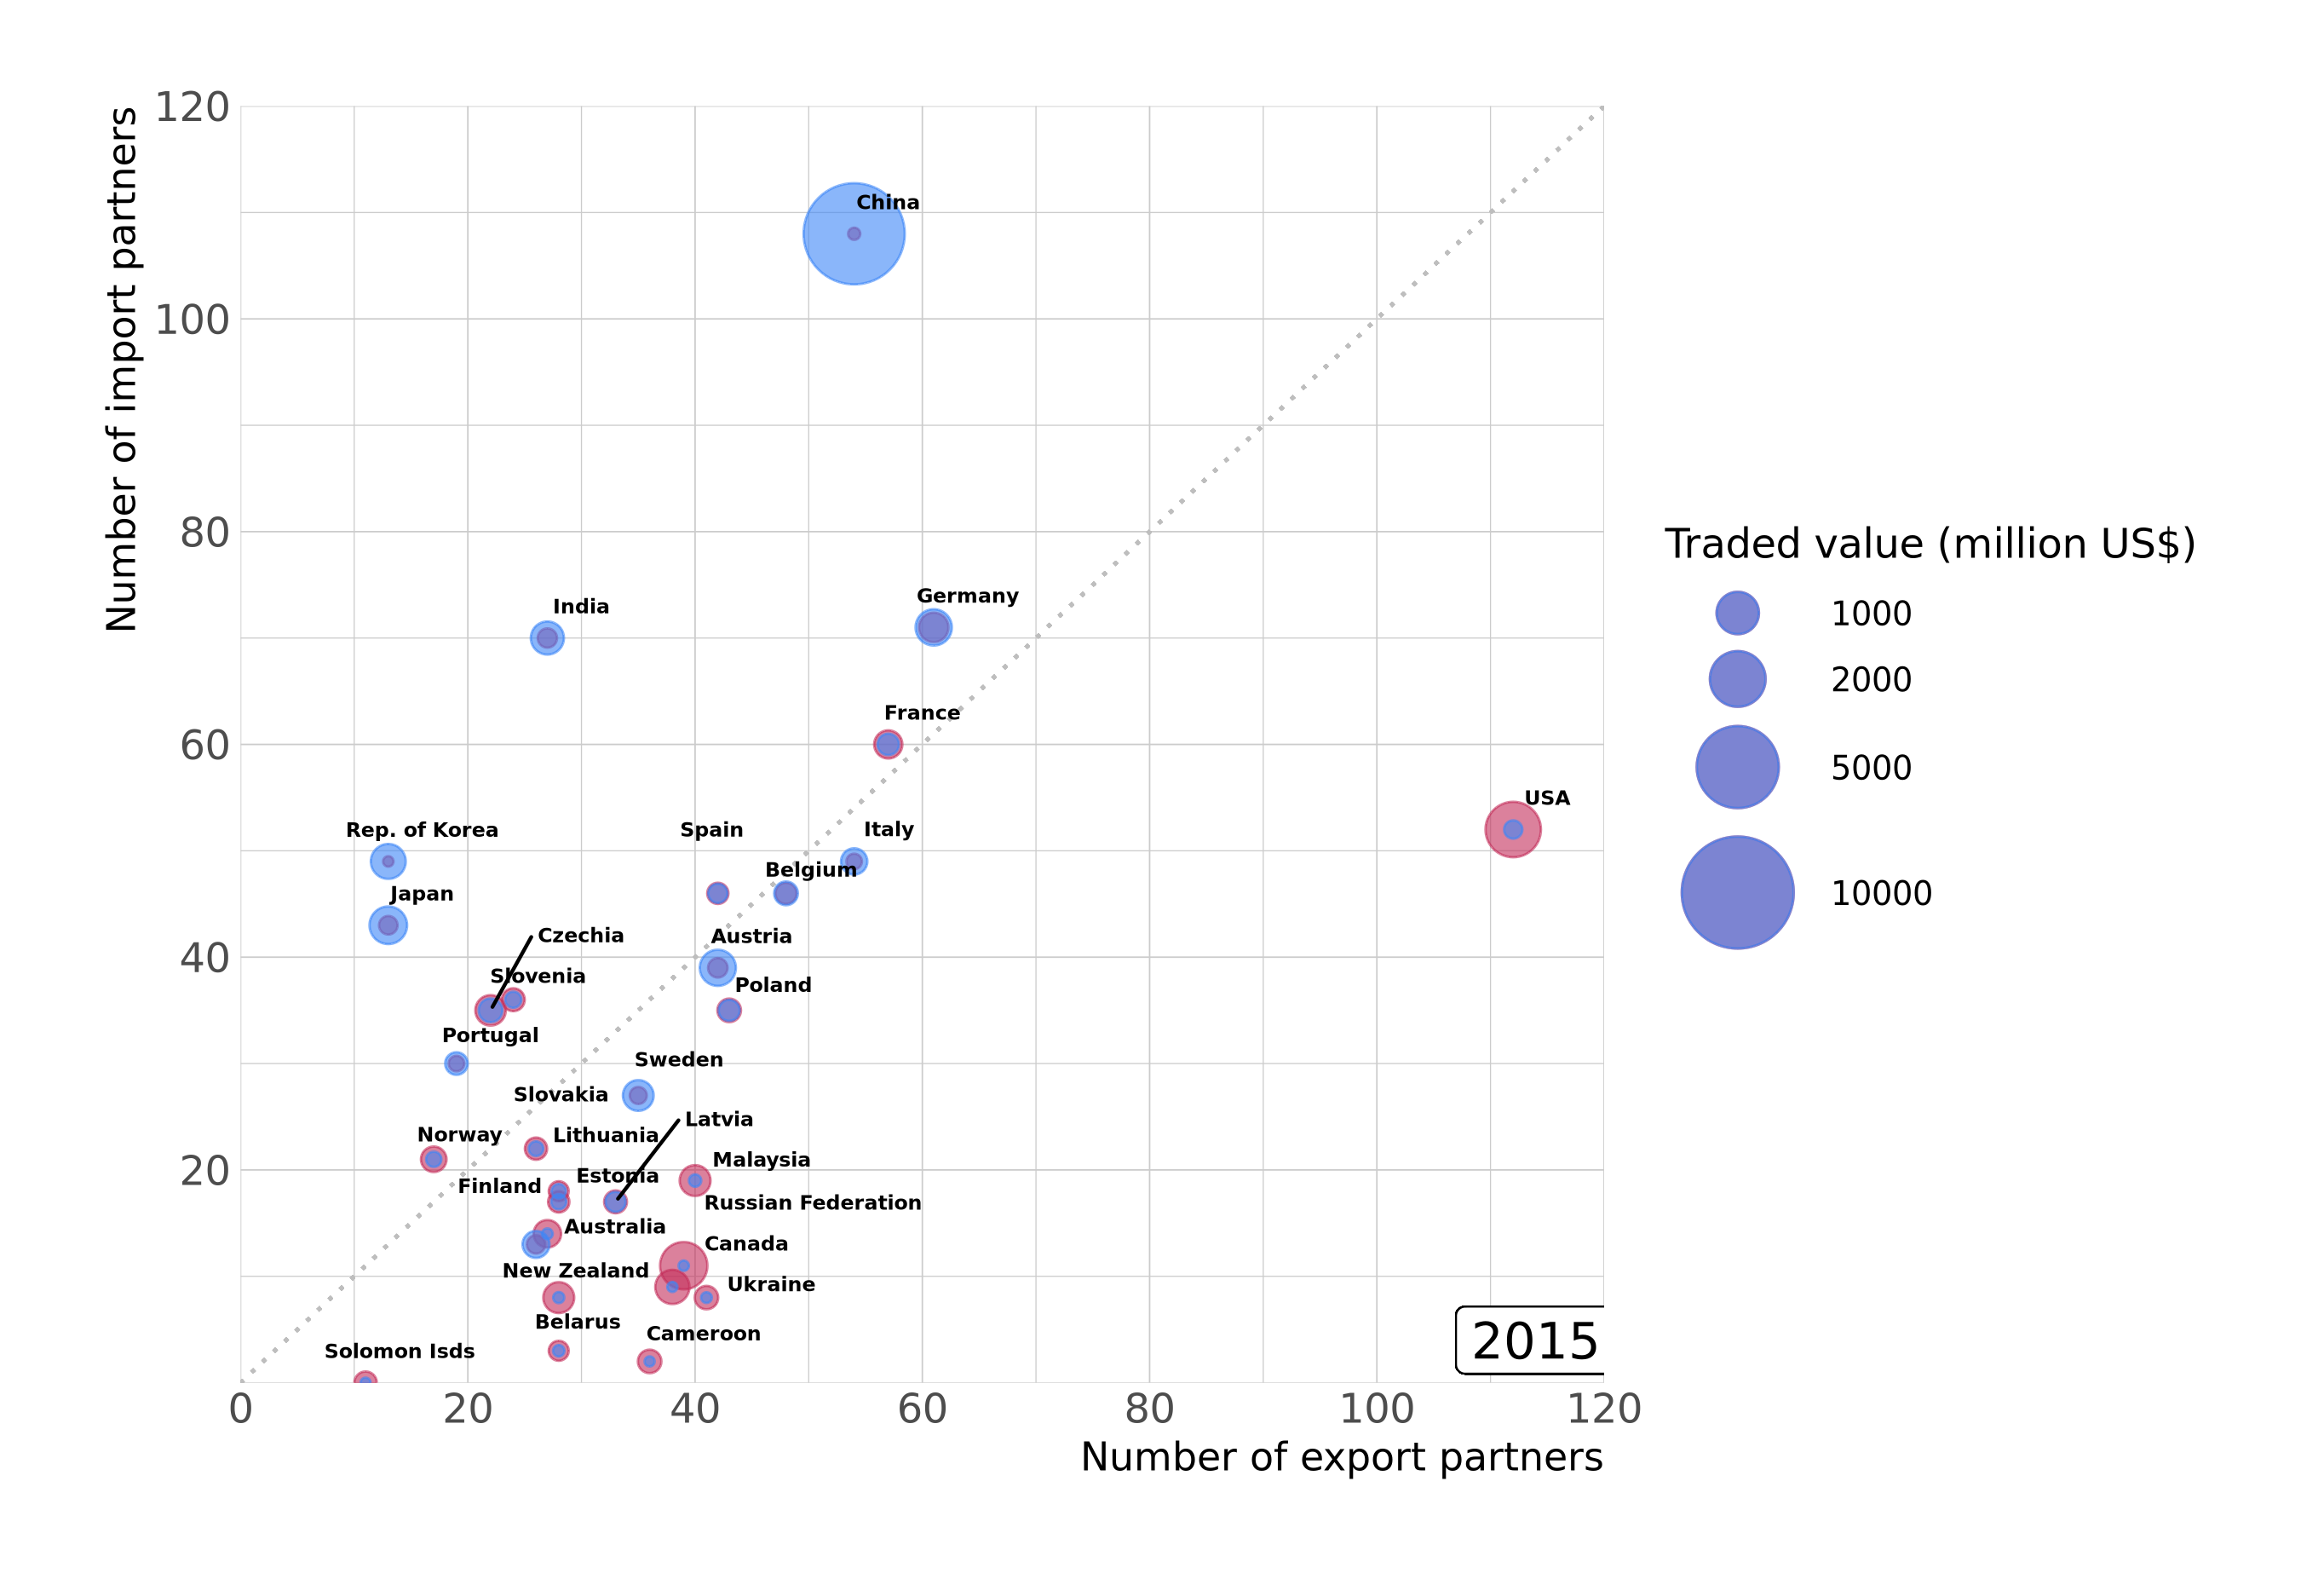 Number of import partners
120
100
80
60
40
20
China
India
Germany
France
USA
Rep. of Korea
Spain
Italy
Belgium
Japan
Czechia
Austria
Slovenia
Poland
Portugal
Sweden
Slovakia
Latvia
Norway
Lithuania
Malaysia
Estonia
Finland
Russian Federation
Australia
Canada
New Zealand
Ukraine
Belarus
Cameroon
Solomon Isds
2015
0
20
40
60
80
100
120
Number of export partners
Traded value (million US$)
1000
2000
5000
10000